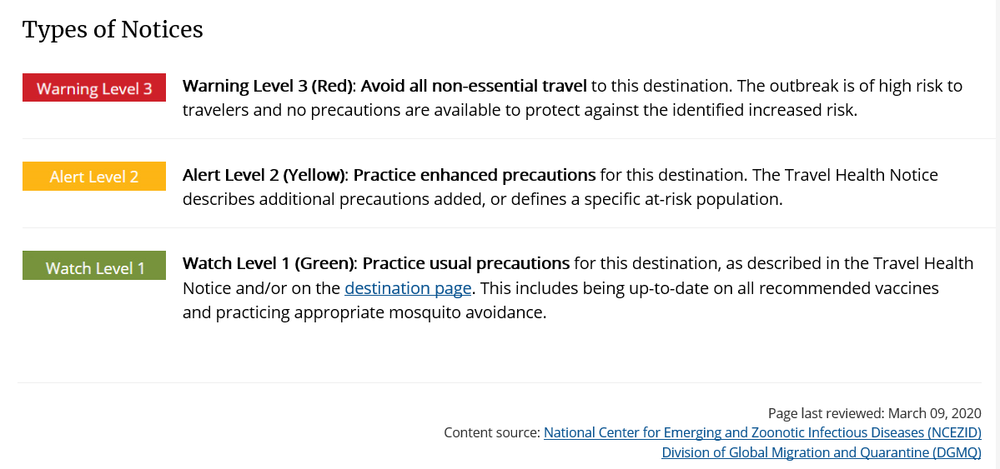 Types of Notices
Warning Level 3
Warning Level 3 (Red): Avoid all non-essential travel to this destination. The outbreak is of high risk to
travelers and no precautions are available to protect against the identified increased risk.
Alert Level 2
Alert Level 2 (Yellow): Practice enhanced precautions for this destination. The Travel Health Notice
describes additional precautions added, or defines a specific at-risk population.
Watch Level 1
Watch Level 1 (Green): Practice usual precautions for this destination, as described in the Travel Health
Notice and/or on the destination page. This includes being up-to-date on all recommended vaccines
and practicing appropriate mosquito avoidance.
Page last reviewed: March 09, 2020
Content source: National Center for Emerging and Zoonotic Infectious Diseases (NCEZID)
Division of Global Migration and Quarantine (DGMQ)